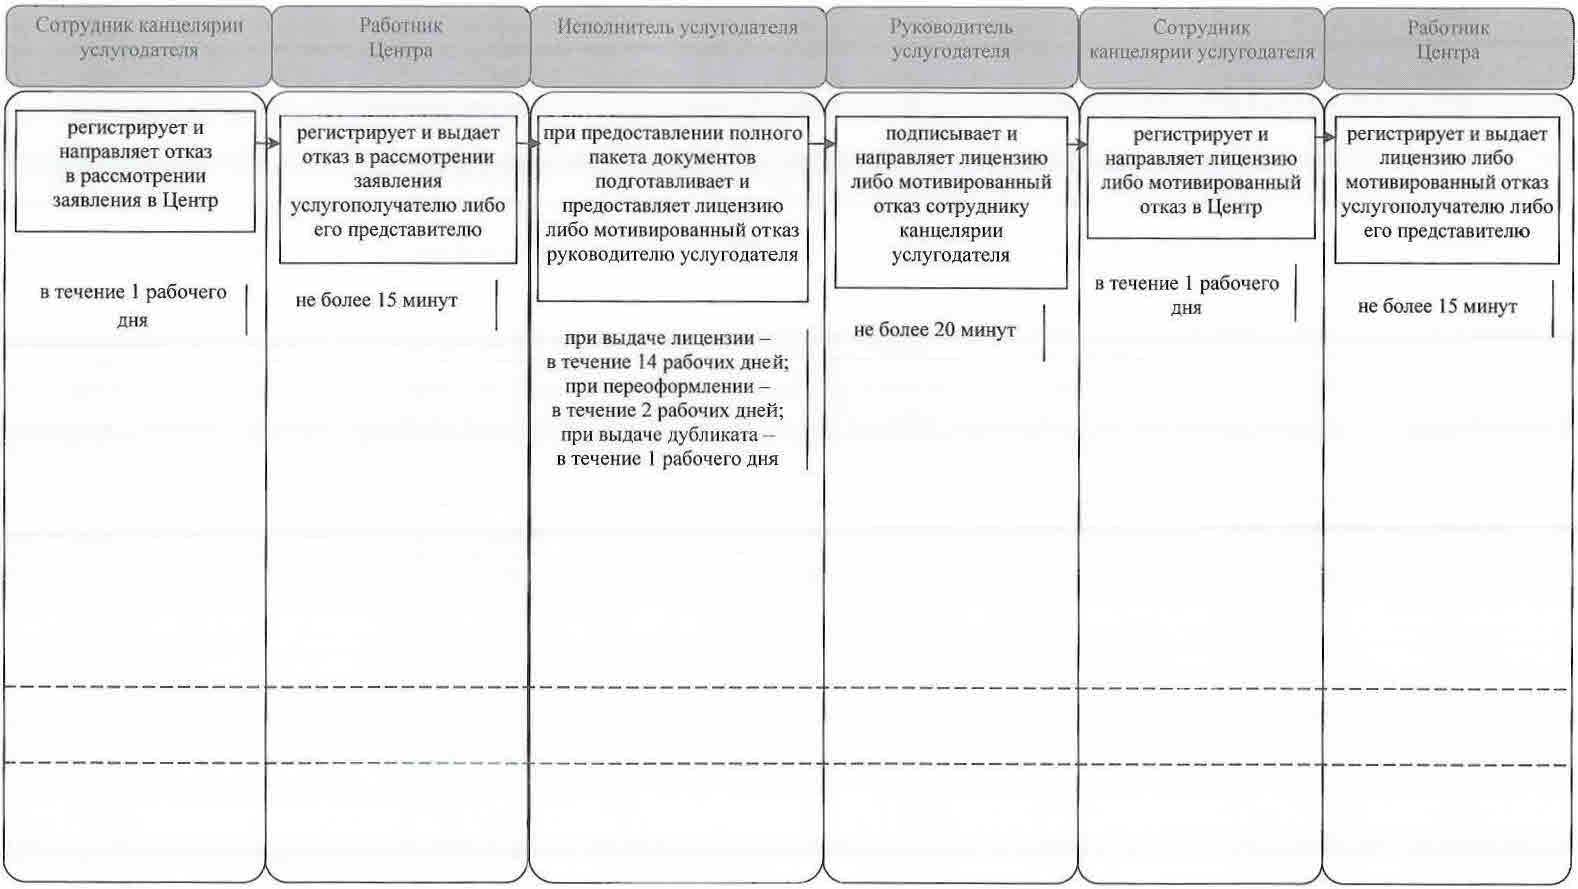 Сотрудник канцелярии
услугодателя
Работник
Центра
Исполнитель услугодателя
Руководитель
услугодателя
Сотрудник
канцелярии услугодателя
Работник
Центра
регистрирует и
направляет отказ
в рассмотрении
заявления в Центр
в течение 1 рабочего
дня
регистрирует и выдает
отказ в рассмотрении
заявления
услугополучателю либо
его представителю
не более 15 минут
при предоставлении полного
пакета документов
подготавливает и
предоставляет лицензию
либо мотивированный отказ
руководителю услугодателя
при выдаче лицензии –
в течение 14 рабочих дней;
при переоформлении –
в течение 2 рабочих дней;
при выдаче дубликата –
в течение 1 рабочего дня
подписывает и
направляет лицензию
либо мотивированный
отказ сотруднику
канцелярии
услугодателя
не более 20 минут
регистрирует и
направляет лицензию
либо мотивированный
отказ в Центр
в течение 1 рабочего
дня
регистрирует и выдает
лицензию либо
мотивированный отказ
услугополучателю либо
его представителю
не более 15 минут